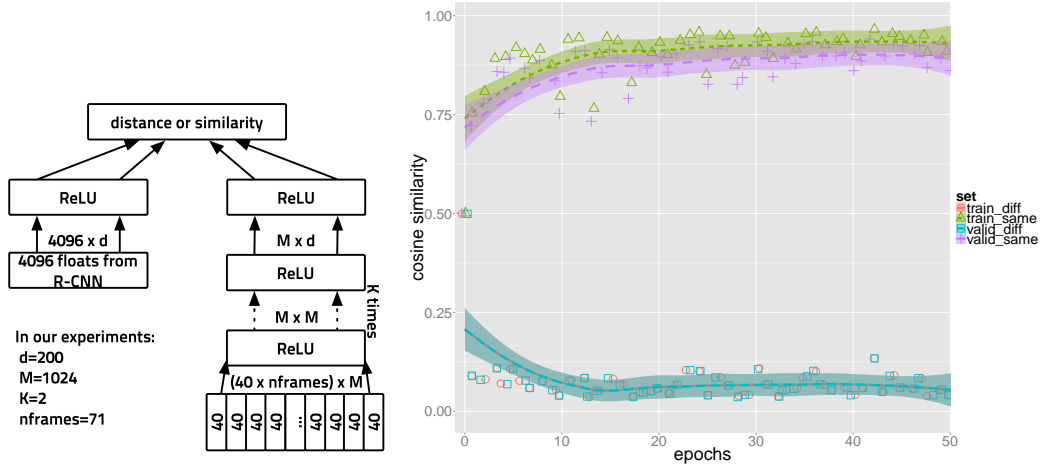 distance or similarity
ReLU
ReLU
4096 x d
M x d
4096 floats from
R-CNN
ReLU
K times
M x M
ReLU
(40 x nframes) x M
40 40 40 40 ... 40 40 40
In our experiments:
d=200
M=1024
K=2
nframes=71
cosine similarity
1.00
0.75
0.50
0.25
0.00
0 10 20 30 40 50
epochs
set
train_diff
train_same
valid_diff
valid_same